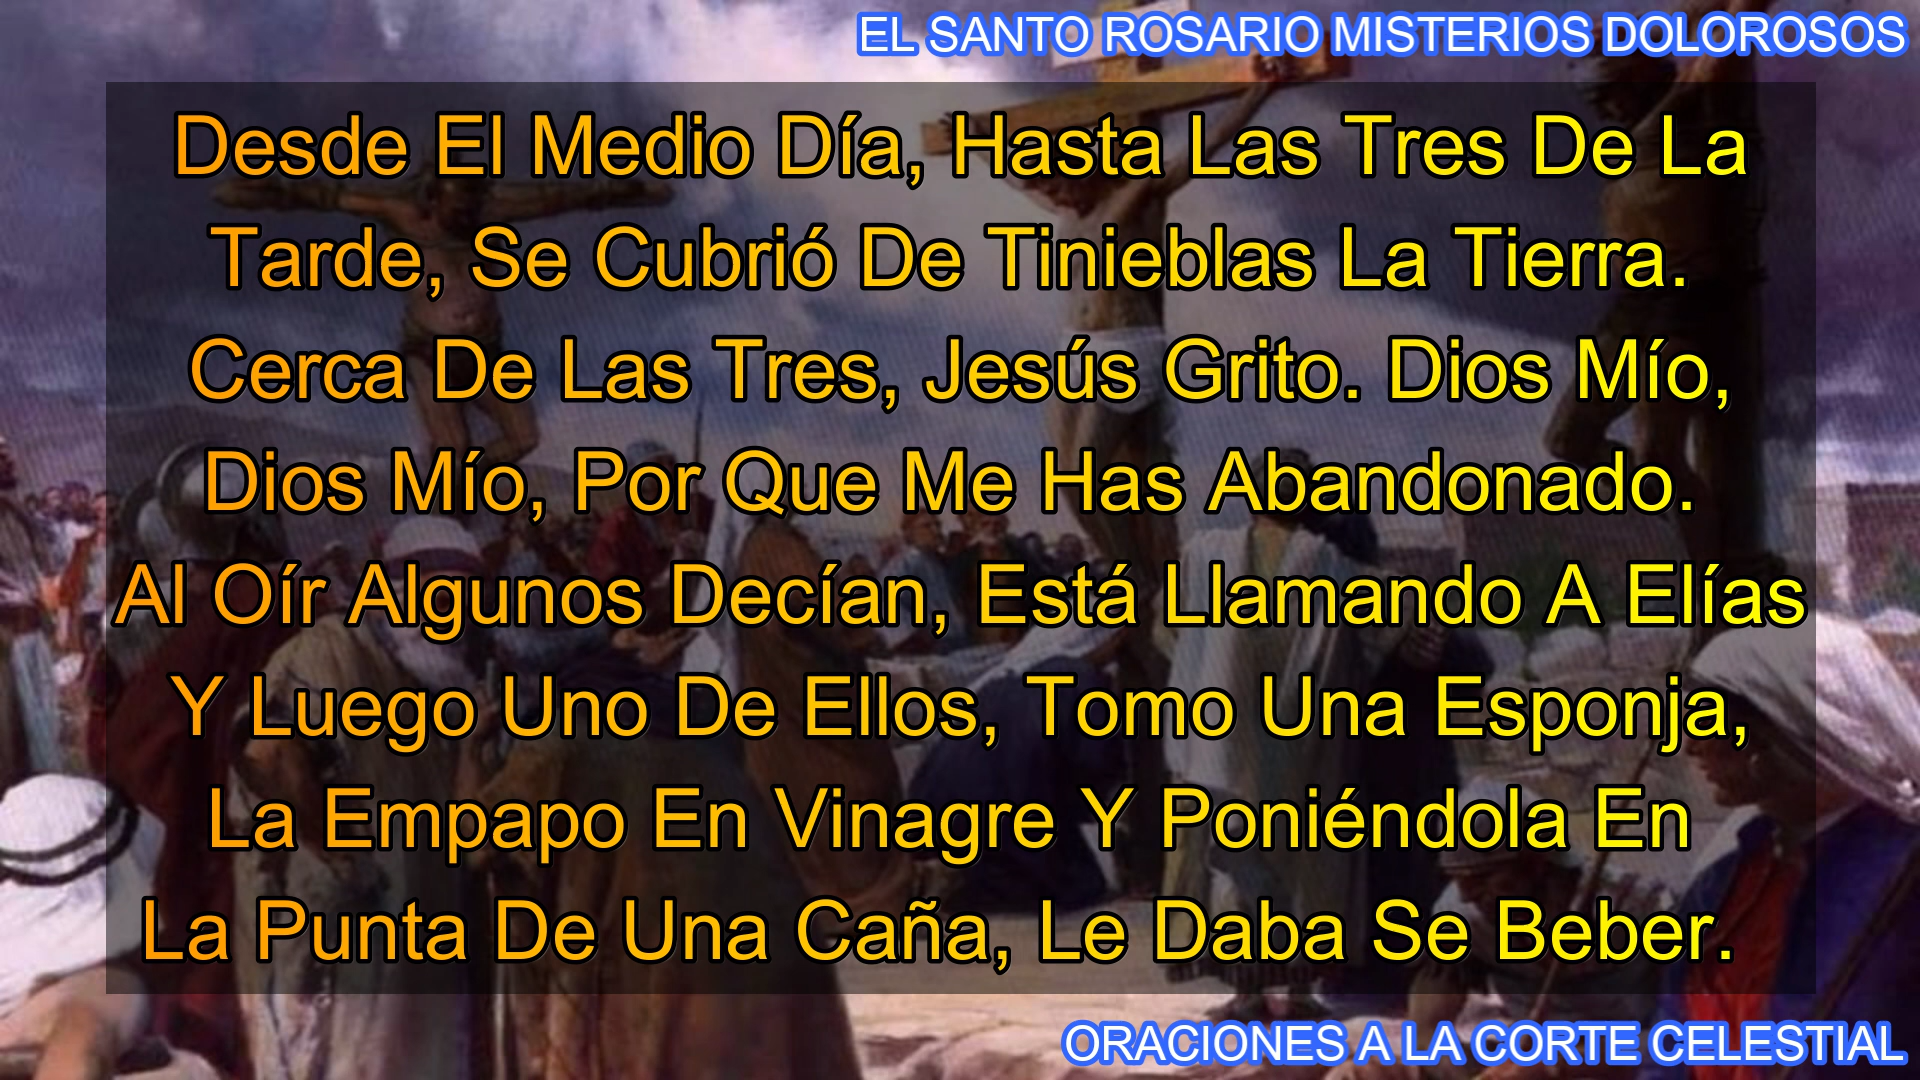 EL SANTO ROSARIO MISTERIOS DOLOROSOS
Desde El Medio Día, Hasta Las Tres De La
Tarde, Se Cubrió De Tinieblas La Tierra.
Cerca De Las Tres, Jesús Grito. Dios Mío,
Dios Mío, Por Que Me Has Abandonado.
Al Oír Algunos Decían, Está Llamando A Elías
Y Luego Uno De Ellos, Tomo Una Esponja,
La Empapo En Vinagre Y Poniéndola En
La Punta De Una Caña, Le Daba Se Beber.
ORACIONES A LA CORTE CELESTIAL